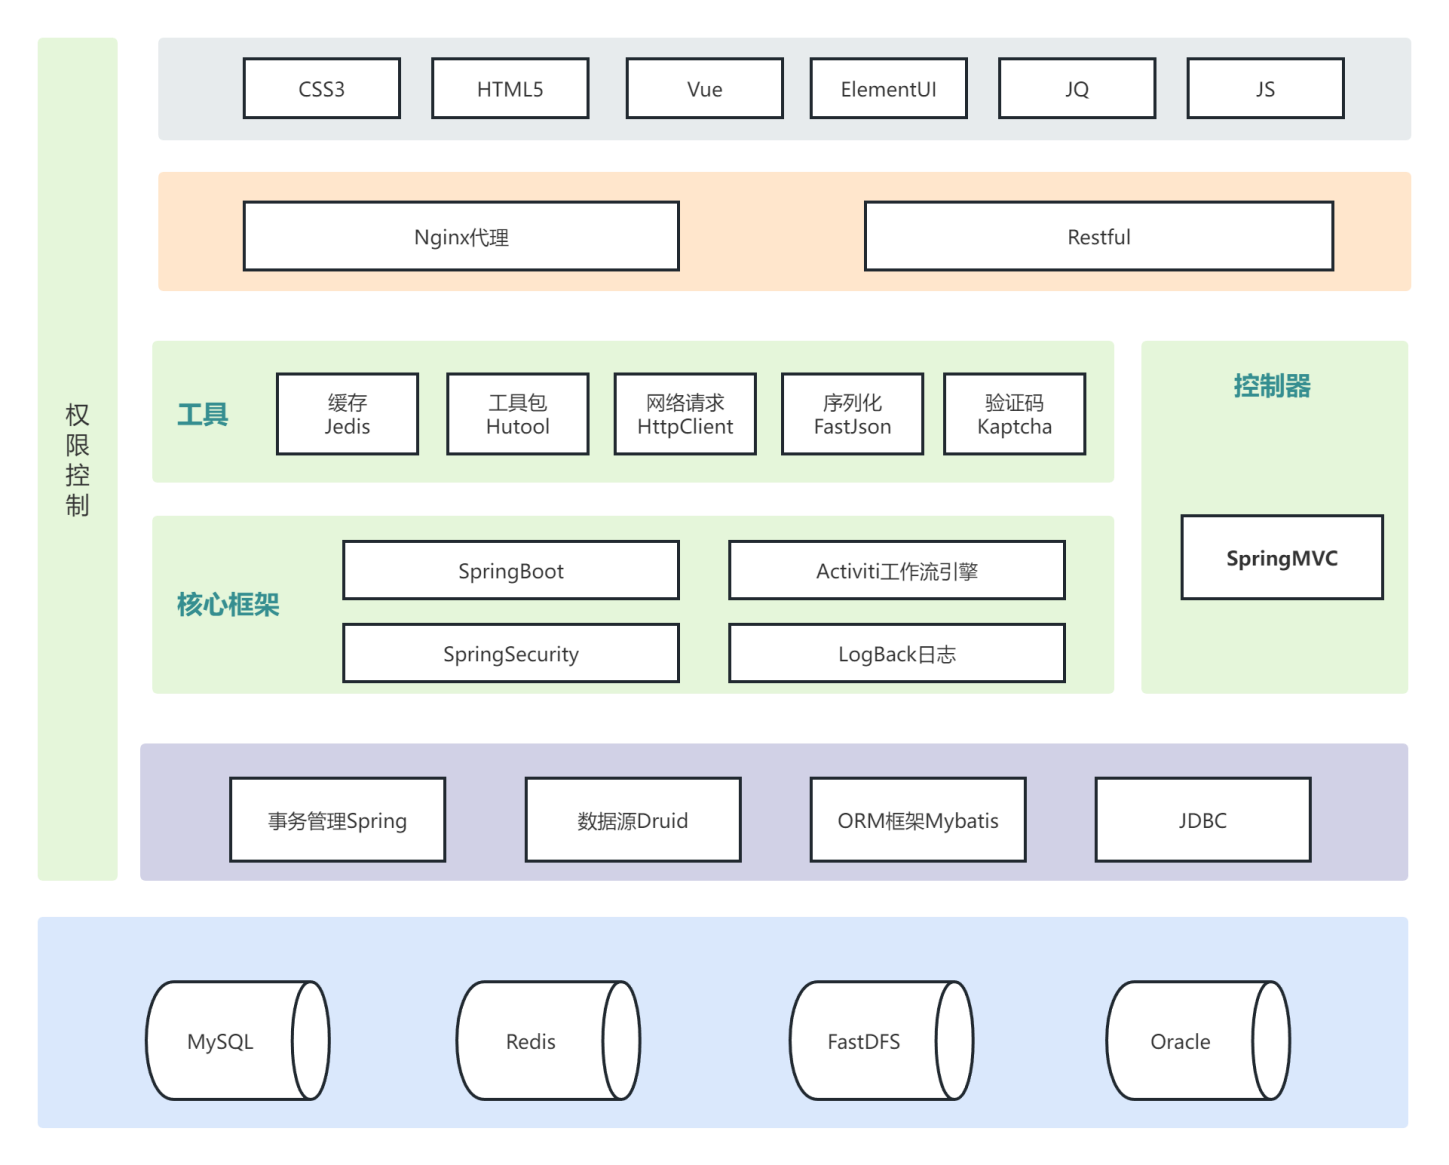 权
限
控
制
CSS3
HTML5
Vue
ElementUI
JQ
JS
Nginx代理
Restful
工具
缓存
Jedis
工具包
Hutool
网络请求
HttpClient
序列化
FastJson
验证码
Kaptcha
控制器
SpringMVC
核心框架
SpringBoot
Activiti工作流引擎
SpringSecurity
LogBack日志
事务管理Spring
数据源Druid
ORM框架Mybatis
JDBC
MySQL
Redis
FastDFS
Oracle